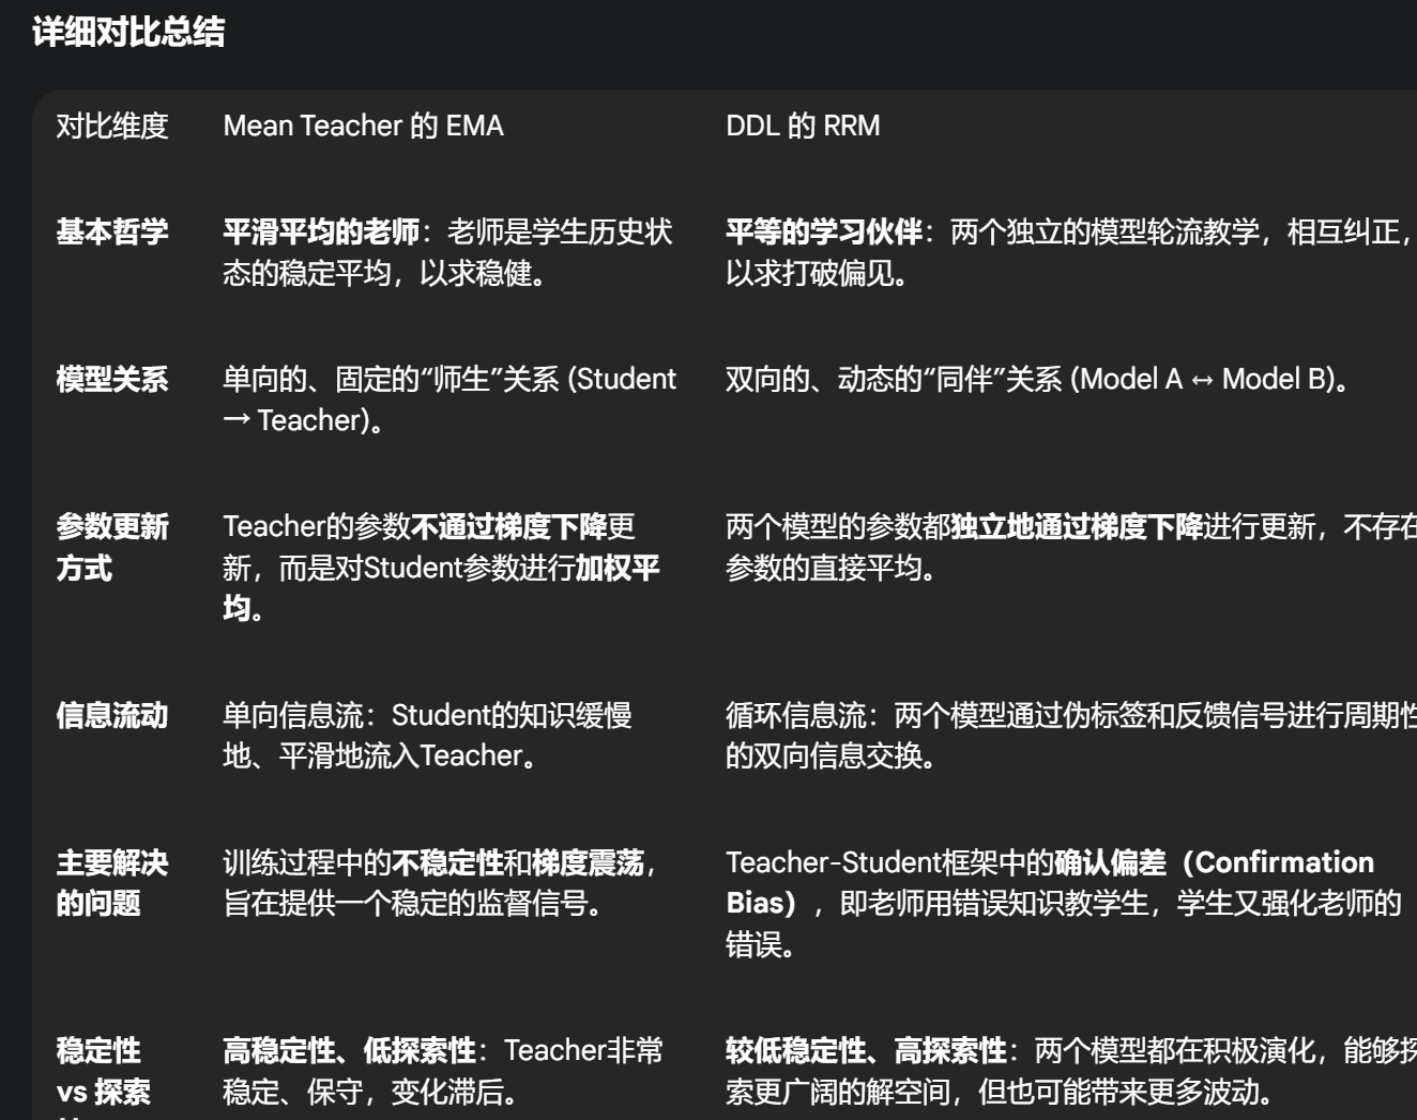 详细对比总结
对比维度
Mean Teacher 的 EMA
DDL 的 RRM
基本哲学
平滑平均的老师：老师是学生历史状
态的稳定平均，以求稳健。
平等的学习伙伴：两个独立的模型轮流教学，相互纠正，
以求打破偏见。
模型关系
单向的、固定的“师生”关系 (Student
→ Teacher)。
双向的、动态的“同伴”关系 (Model A ↔ Model B)。
参数更新
方式
Teacher的参数不通过梯度下降更
新，而是对Student参数进行加权平
均。
两个模型的参数都独立地通过梯度下降进行更新，不存在
参数的直接平均。
信息流动
单向信息流：Student的知识缓慢
地、平滑地流入Teacher。
循环信息流：两个模型通过伪标签和反馈信号进行周期性
的双向信息交换。
主要解决
的问题
训练过程中的不稳定性和梯度震荡，
旨在提供一个稳定的监督信号。
Teacher-Student框架中的确认偏差（Confirmation
Bias），即老师用错误知识教学生，学生又强化老师的
错误。
稳定性
vs 探索
高稳定性、低探索性：Teacher非常
稳定、保守，变化滞后。
较低稳定性、高探索性：两个模型都在积极演化，能够探
索更广阔的解空间，但也可能带来更多波动。